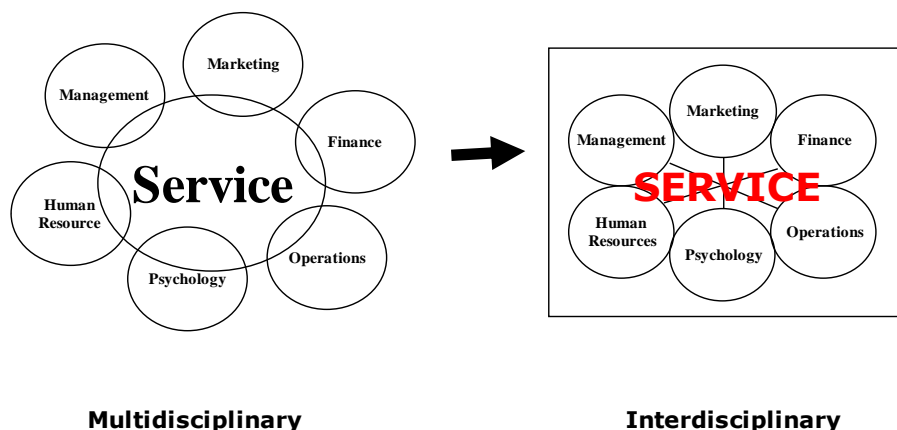 Marketing
Management
Finance
Service
Human
Resource
Operations
Psychology
Marketing
Management
Finance
SERVICE
Human
Resources
Operations
Psychology
Multidisciplinary
Interdisciplinary